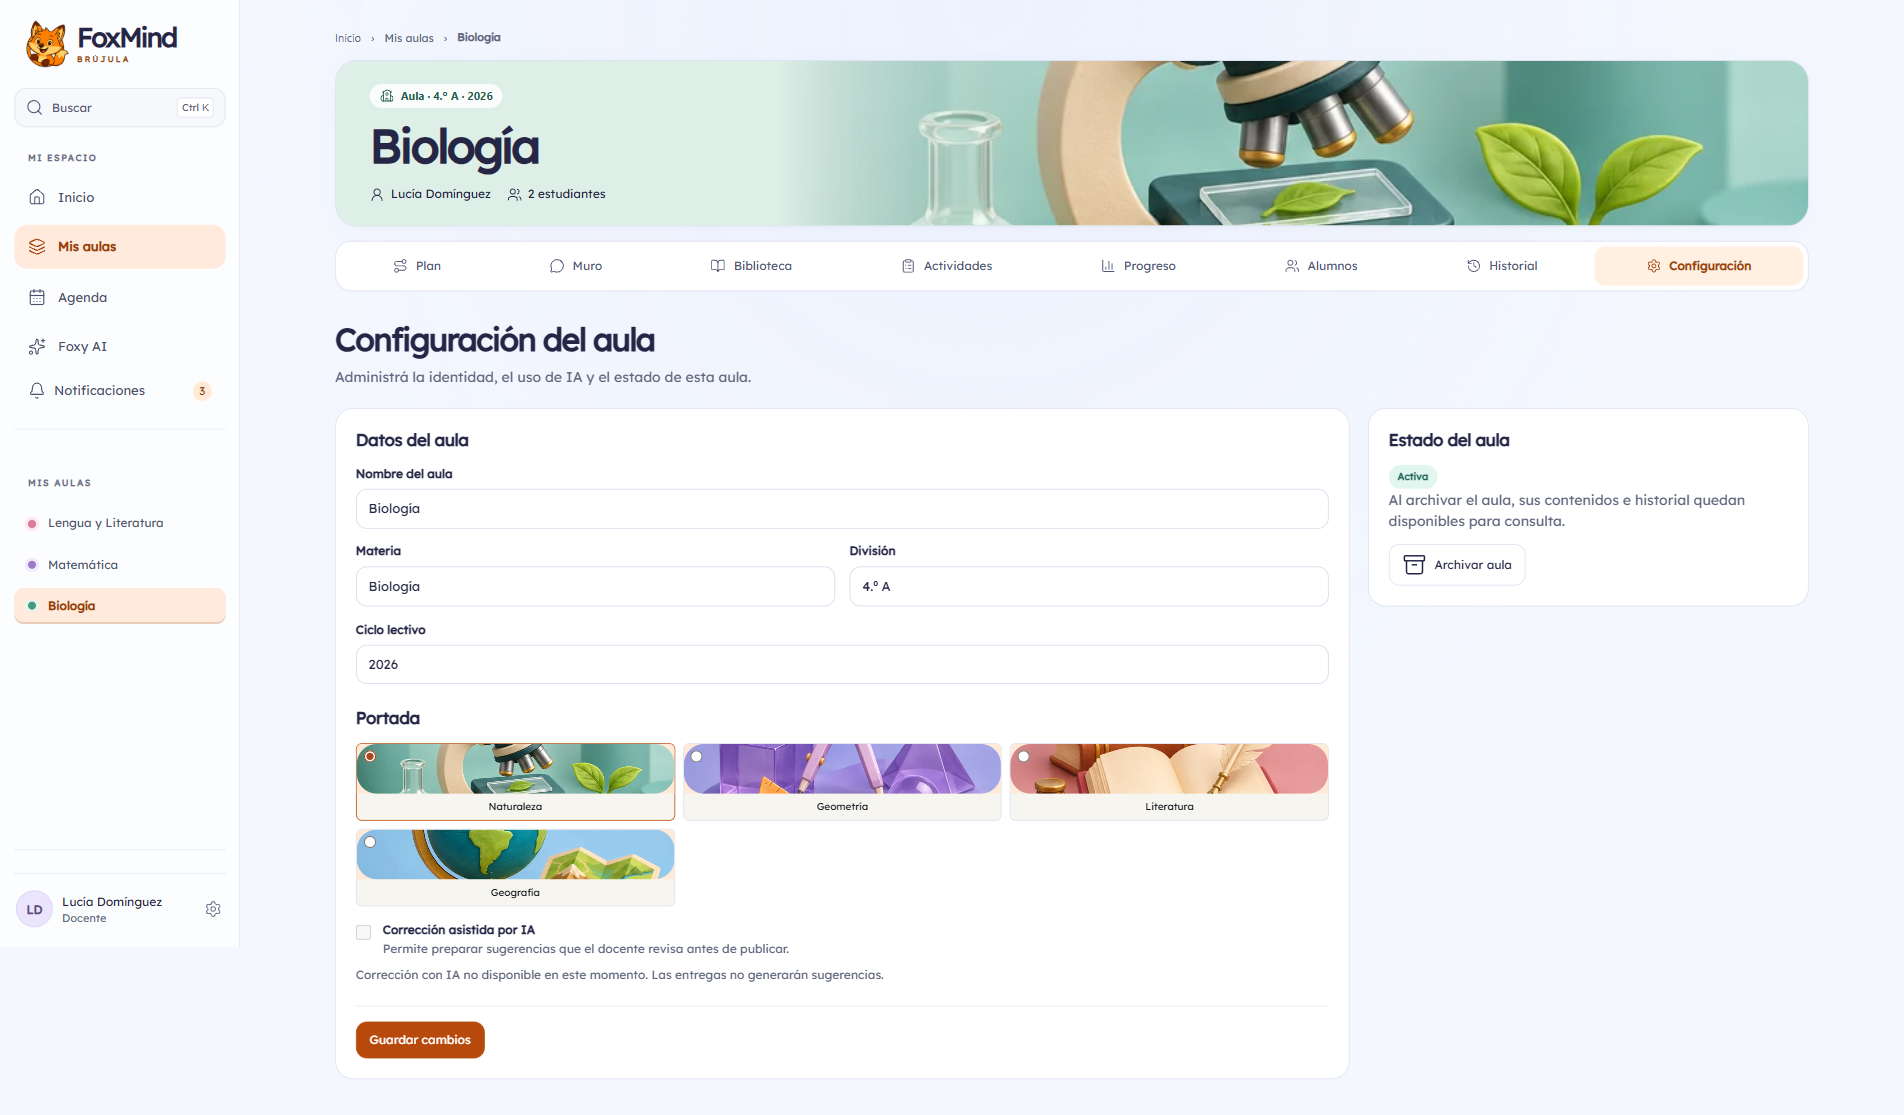 FoxMind
BRÚJULA
Buscar
Ctrl K
MI ESPACIO
Inicio
Mis aulas
Agenda
Foxy AI
Notificaciones
3
MIS AULAS
Lengua y Literatura
Matemática
Biología
LD
Lucía Domínguez
Docente
Inicio › Mis aulas › Biología
Aula · 4.º A · 2026
Biología
Lucía Domínguez
2 estudiantes
Plan
Muro
Biblioteca
Actividades
Progreso
Alumnos
Historial
Configuración
Configuración del aula
Administrá la identidad, el uso de IA y el estado de esta aula.
Datos del aula
Nombre del aula
Biología
Materia
División
Biología
4.º A
Ciclo lectivo
2026
Portada
Naturaleza
Geometría
Literatura
Geografía
Corrección asistida por IA
Permite preparar sugerencias que el docente revisa antes de publicar.
Corrección con IA no disponible en este momento. Las entregas no generarán sugerencias.
Guardar cambios
Estado del aula
Activa
Al archivar el aula, sus contenidos e historial quedan
disponibles para consulta.
Archivar aula